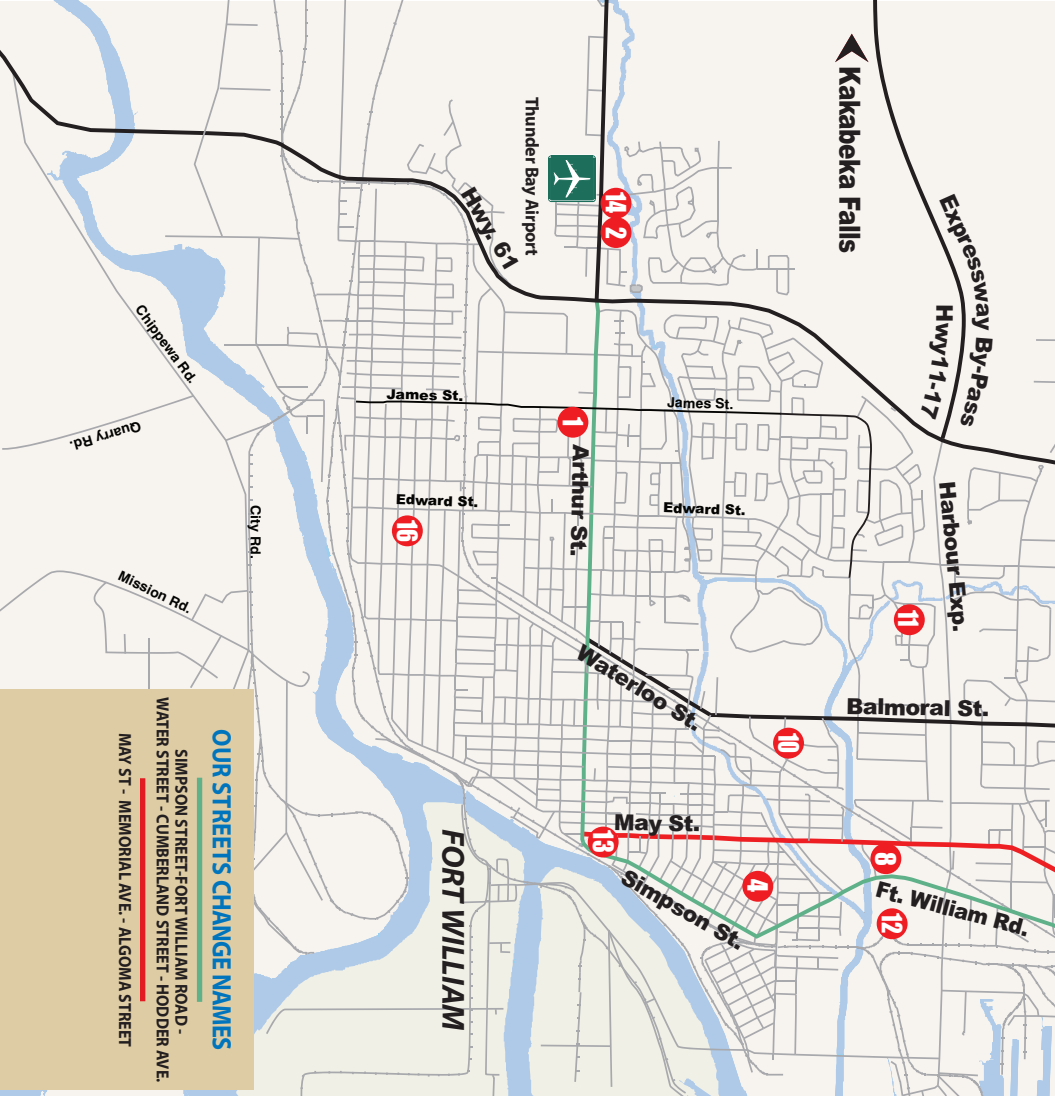 Kakabeka Falls
Expressway By-Pass
Hwy11-17
Thunder Bay Airport
14
2
Hwy. 61
Chippewa Rd.
Quarry Rd.
James St.
James St.
1
Arthur St.
Edward St.
Edward St.
16
Harbour Exp.
11
City Rd.
Mission Rd.
Waterloo St.
Balmoral St.
10
May St.
13
8
4
Simpson St.
Ft. William Rd.
12
FORT WILLIAM
OUR STREETS CHANGE NAMES
SIMPSON STREET-FORT WILLIAM ROAD -
WATER STREET - CUMBERLAND STREET - HODDER AVE.
MAY ST - MEMORIAL AVE. - ALGOMA STREET